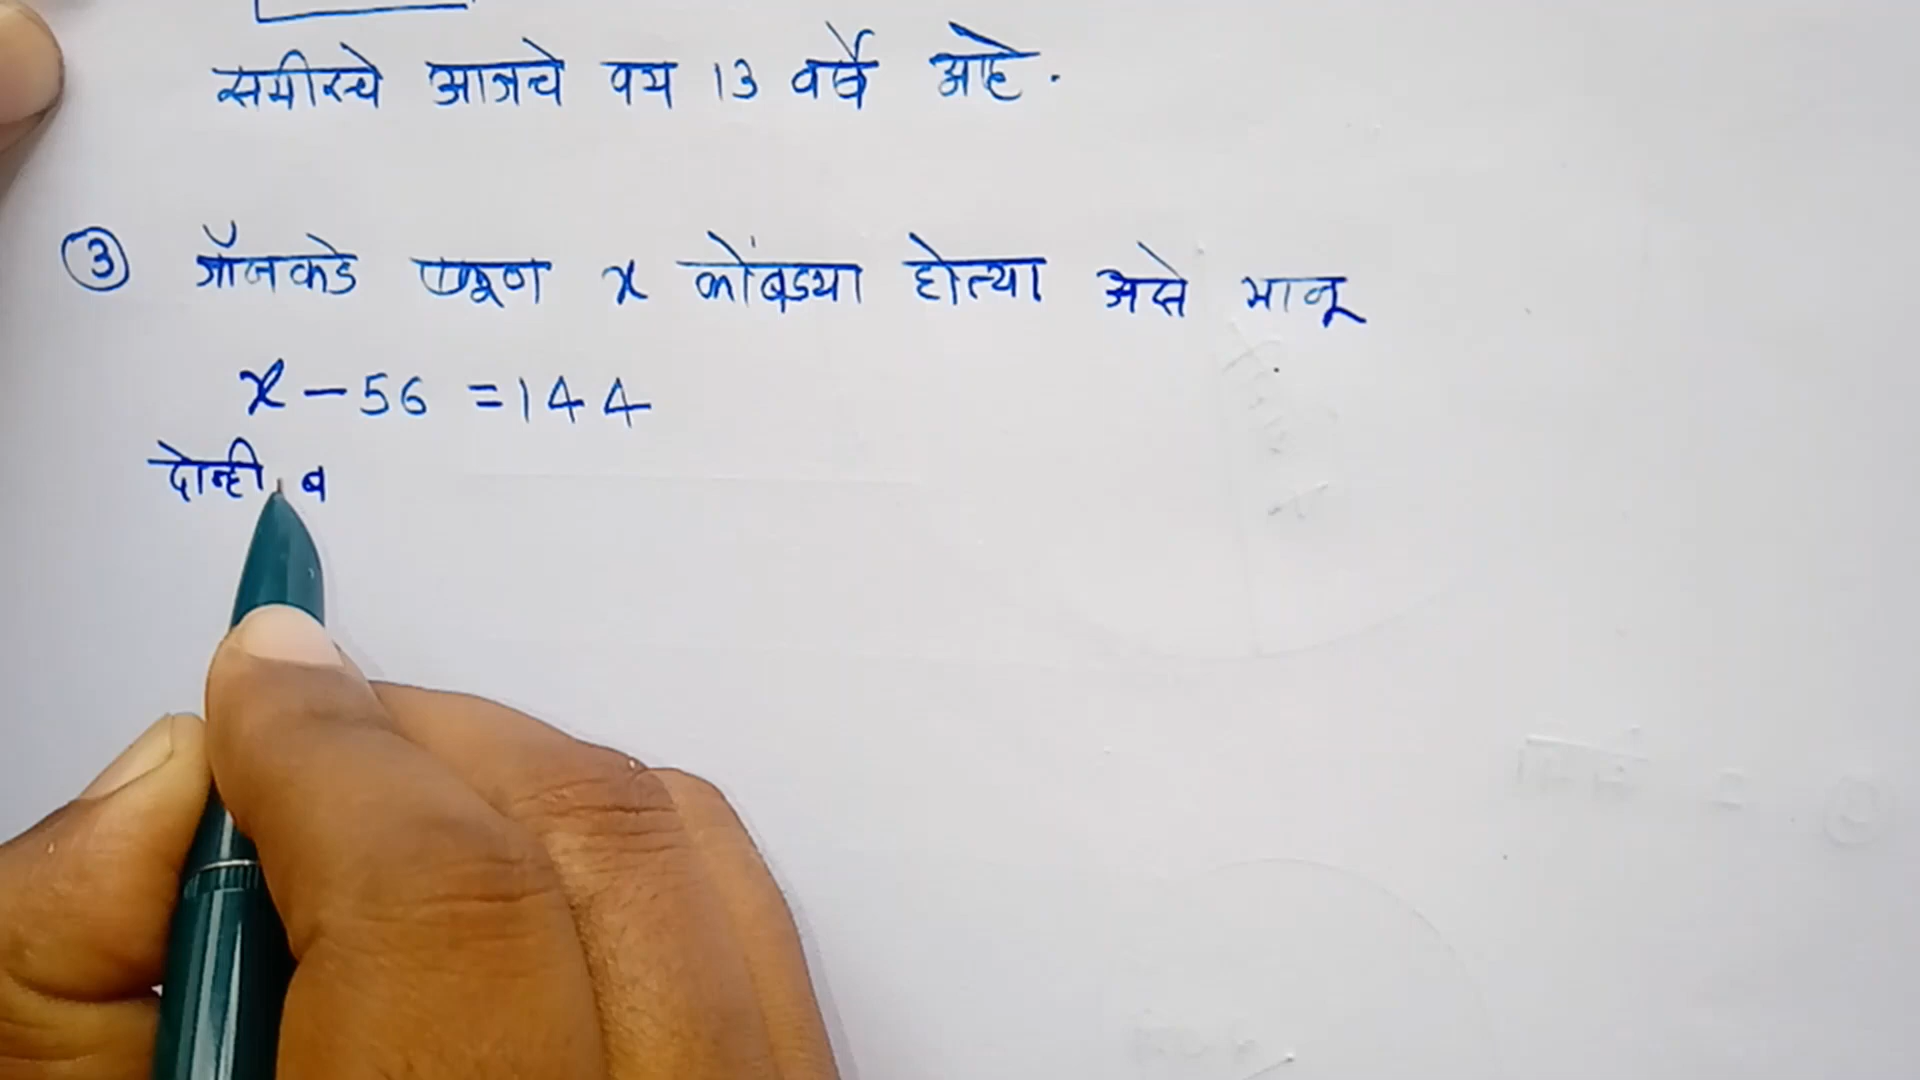 समीरचे आजचे वय 13 वर्षे आहे.
③ जॉनकडे एकूण x कोंबड्या होत्या असे मानू
x - 56 = 144
दोन्ही ब